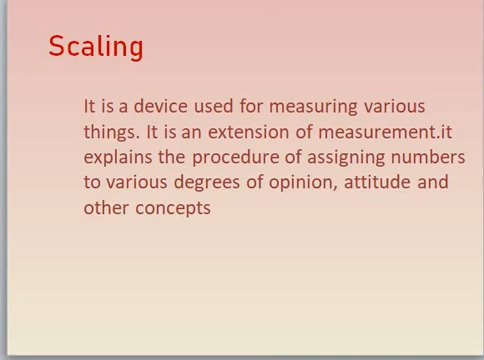 Scaling
It is a device used for measuring various
things. It is an extension of measurement.it
explains the procedure of assigning numbers
to various degrees of opinion, attitude and
other concepts